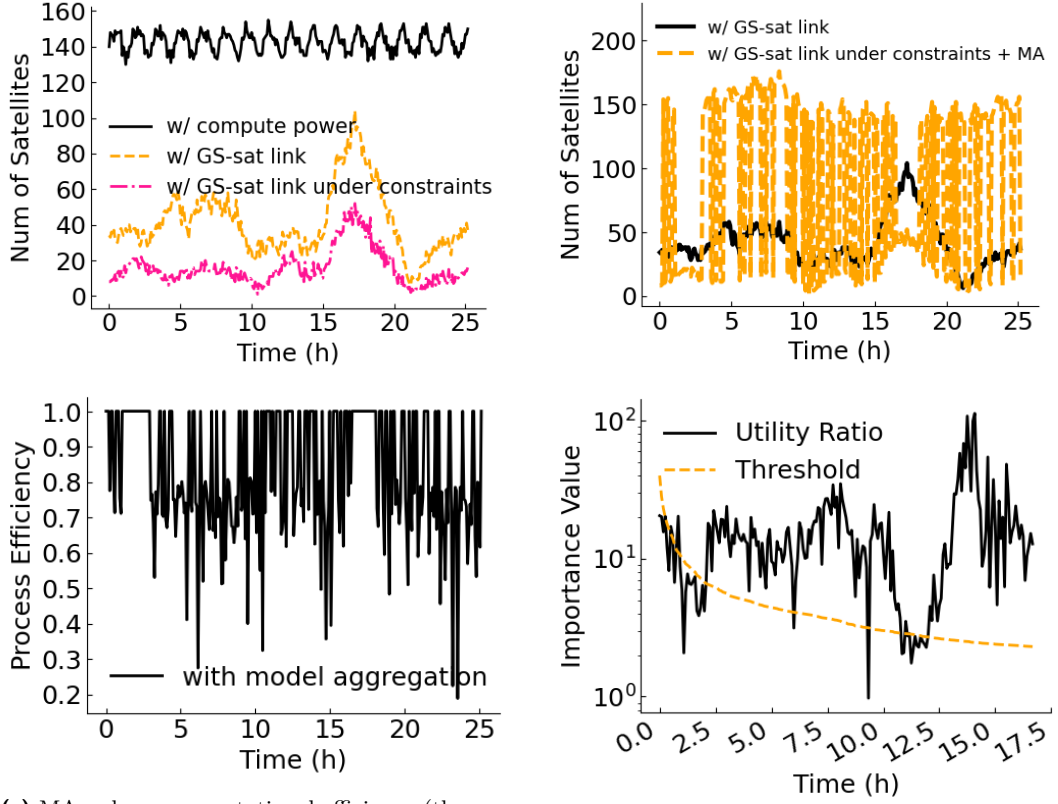 160
140
120
100
80
60
40
20
0
Num of Satellites
w/ compute power
w/ GS-sat link
w/ GS-sat link under constraints
0 5 10 15 20 25
Time (h)
200
150
100
50
0
Num of Satellites
w/ GS-sat link
w/ GS-sat link under constraints + MA
0 5 10 15 20 25
Time (h)
1.0
0.9
0.8
0.7
0.6
0.5
0.4
0.3
0.2
Process Efficiency
with model aggregation
0 5 10 15 20 25
Time (h)
10²
10¹
10⁰
Importance Value
Utility Ratio
Threshold
0.0 2.5 5.0 7.5 10.0 12.5 15.0 17.5
Time (h)